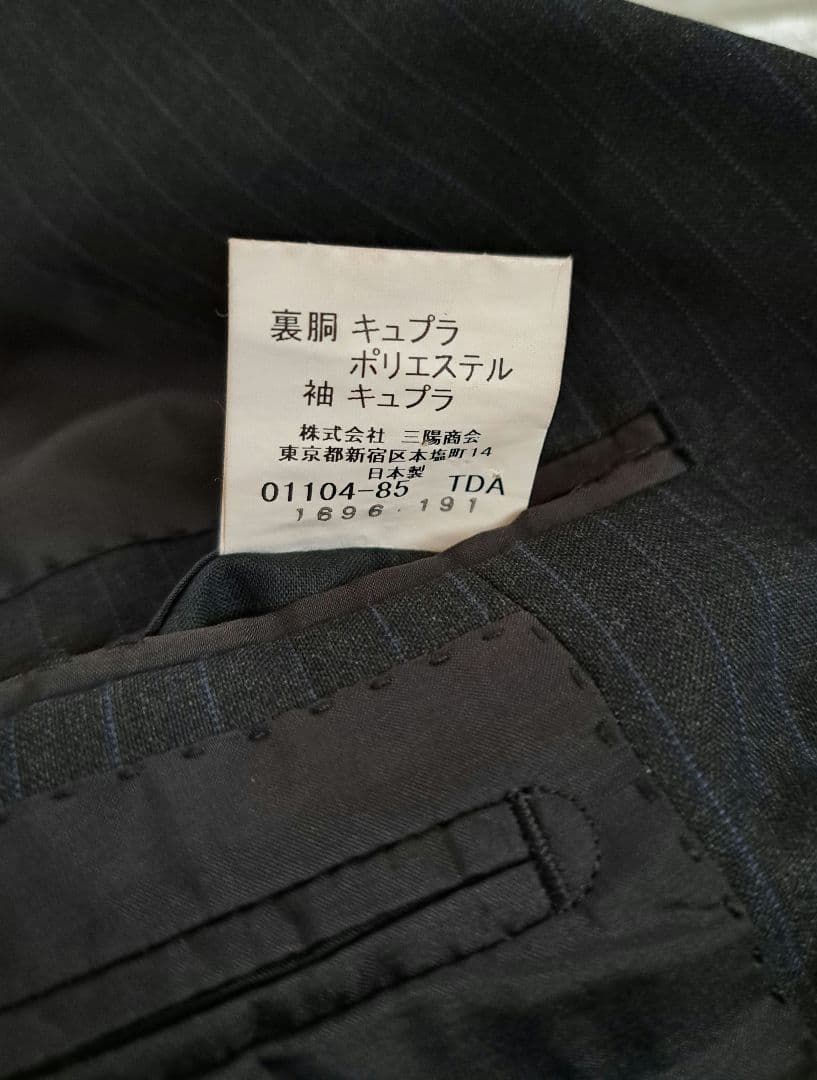 裏胴 キュプラ
ポリエステル
袖 キュプラ
株式会社 三陽商会
東京都新宿区本塩町14
日本製
01104-85 TDA
1696・191